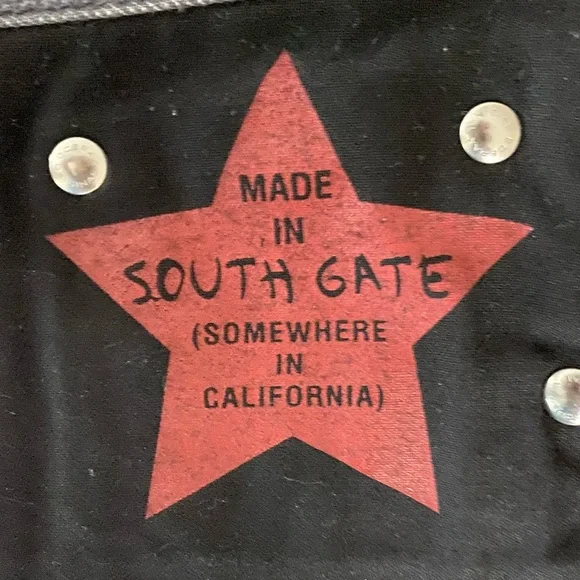 MADE
IN
SOUTH GATE
(SOMEWHERE
IN
CALIFORNIA)